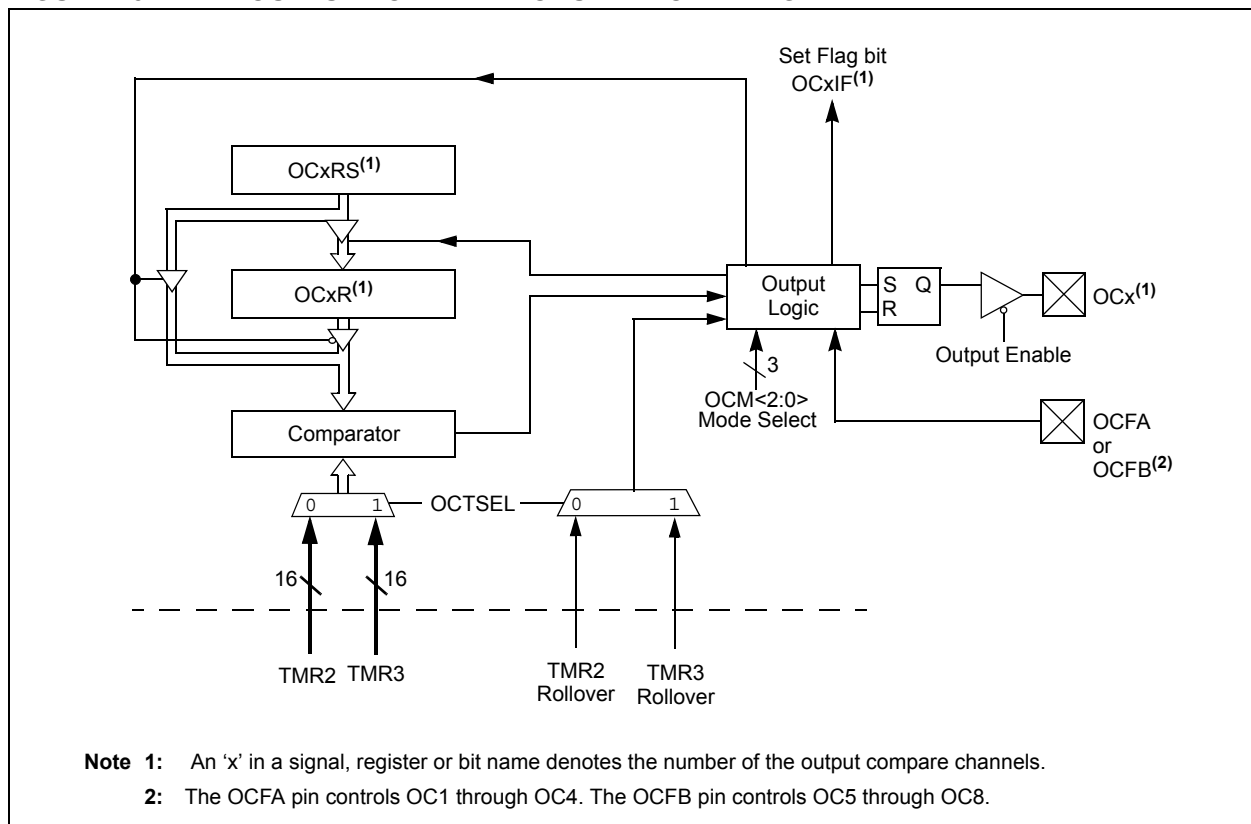 Set Flag bit
OCxIF(1)
OCxRS(1)
OCxR(1)
Output
Logic
S Q
R
OCx(1)
Output Enable
3
OCM<2:0>
Mode Select
Comparator
OCFA
or
OCFB(2)
0 1
OCTSEL
0 1
16
16
TMR2
TMR3
TMR2
Rollover
TMR3
Rollover
Note 1: An ‘x’ in a signal, register or bit name denotes the number of the output compare channels.
2: The OCFA pin controls OC1 through OC4. The OCFB pin controls OC5 through OC8.